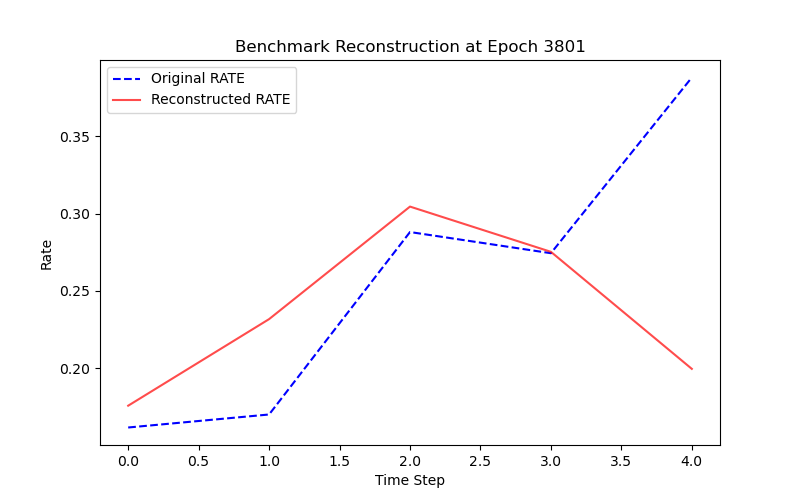 Benchmark Reconstruction at Epoch 3801
Original RATE
Reconstructed RATE
0.35
0.30
0.25
0.20
Rate
0.0 0.5 1.0 1.5 2.0 2.5 3.0 3.5 4.0
Time Step